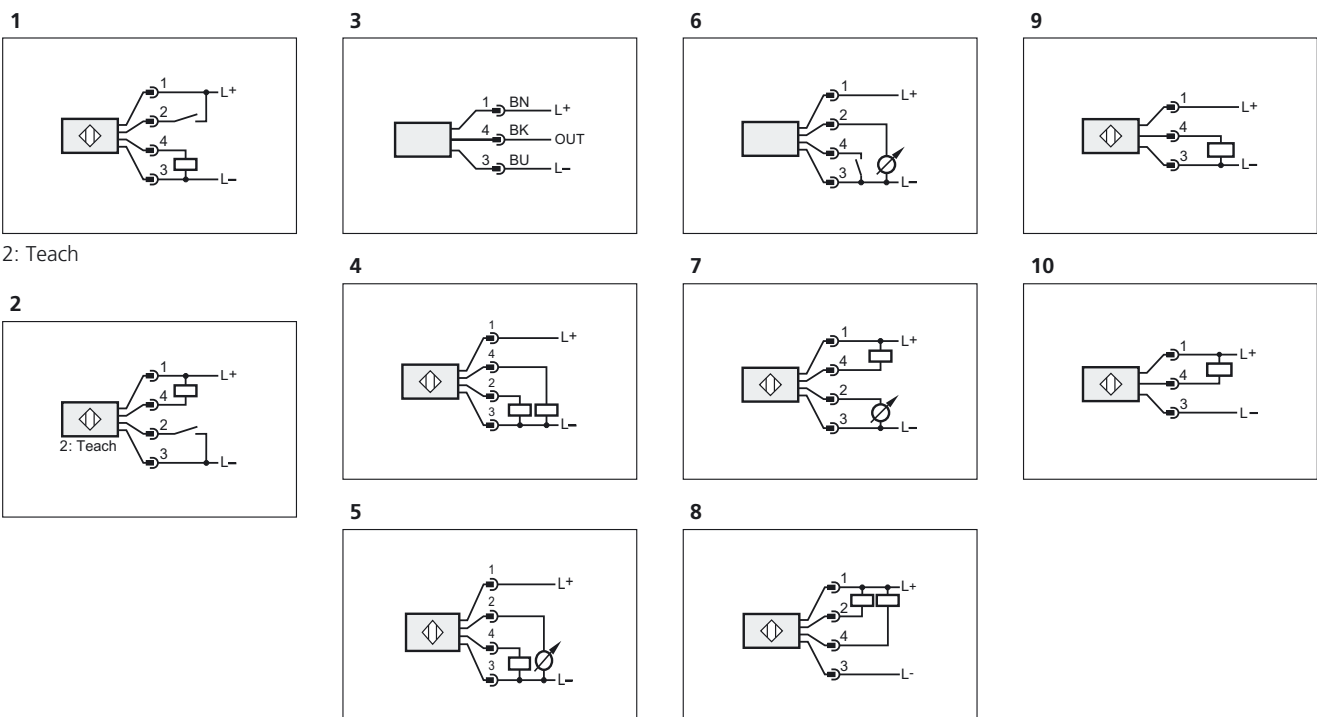 1
1
L+
2
4
3
L–
2: Teach
2
1
L+
4
2
2: Teach
3
L–
3
1 BN L+
4 BK OUT
3 BU L–
4
1
L+
4
2
3
L–
5
1
L+
2
4
3
L–
6
1
L+
2
4
3
L–
7
1
L+
4
2
3
L–
8
1
L+
2
4
3
L-
9
1
L+
4
3
L–
10
1
L+
4
3
L–